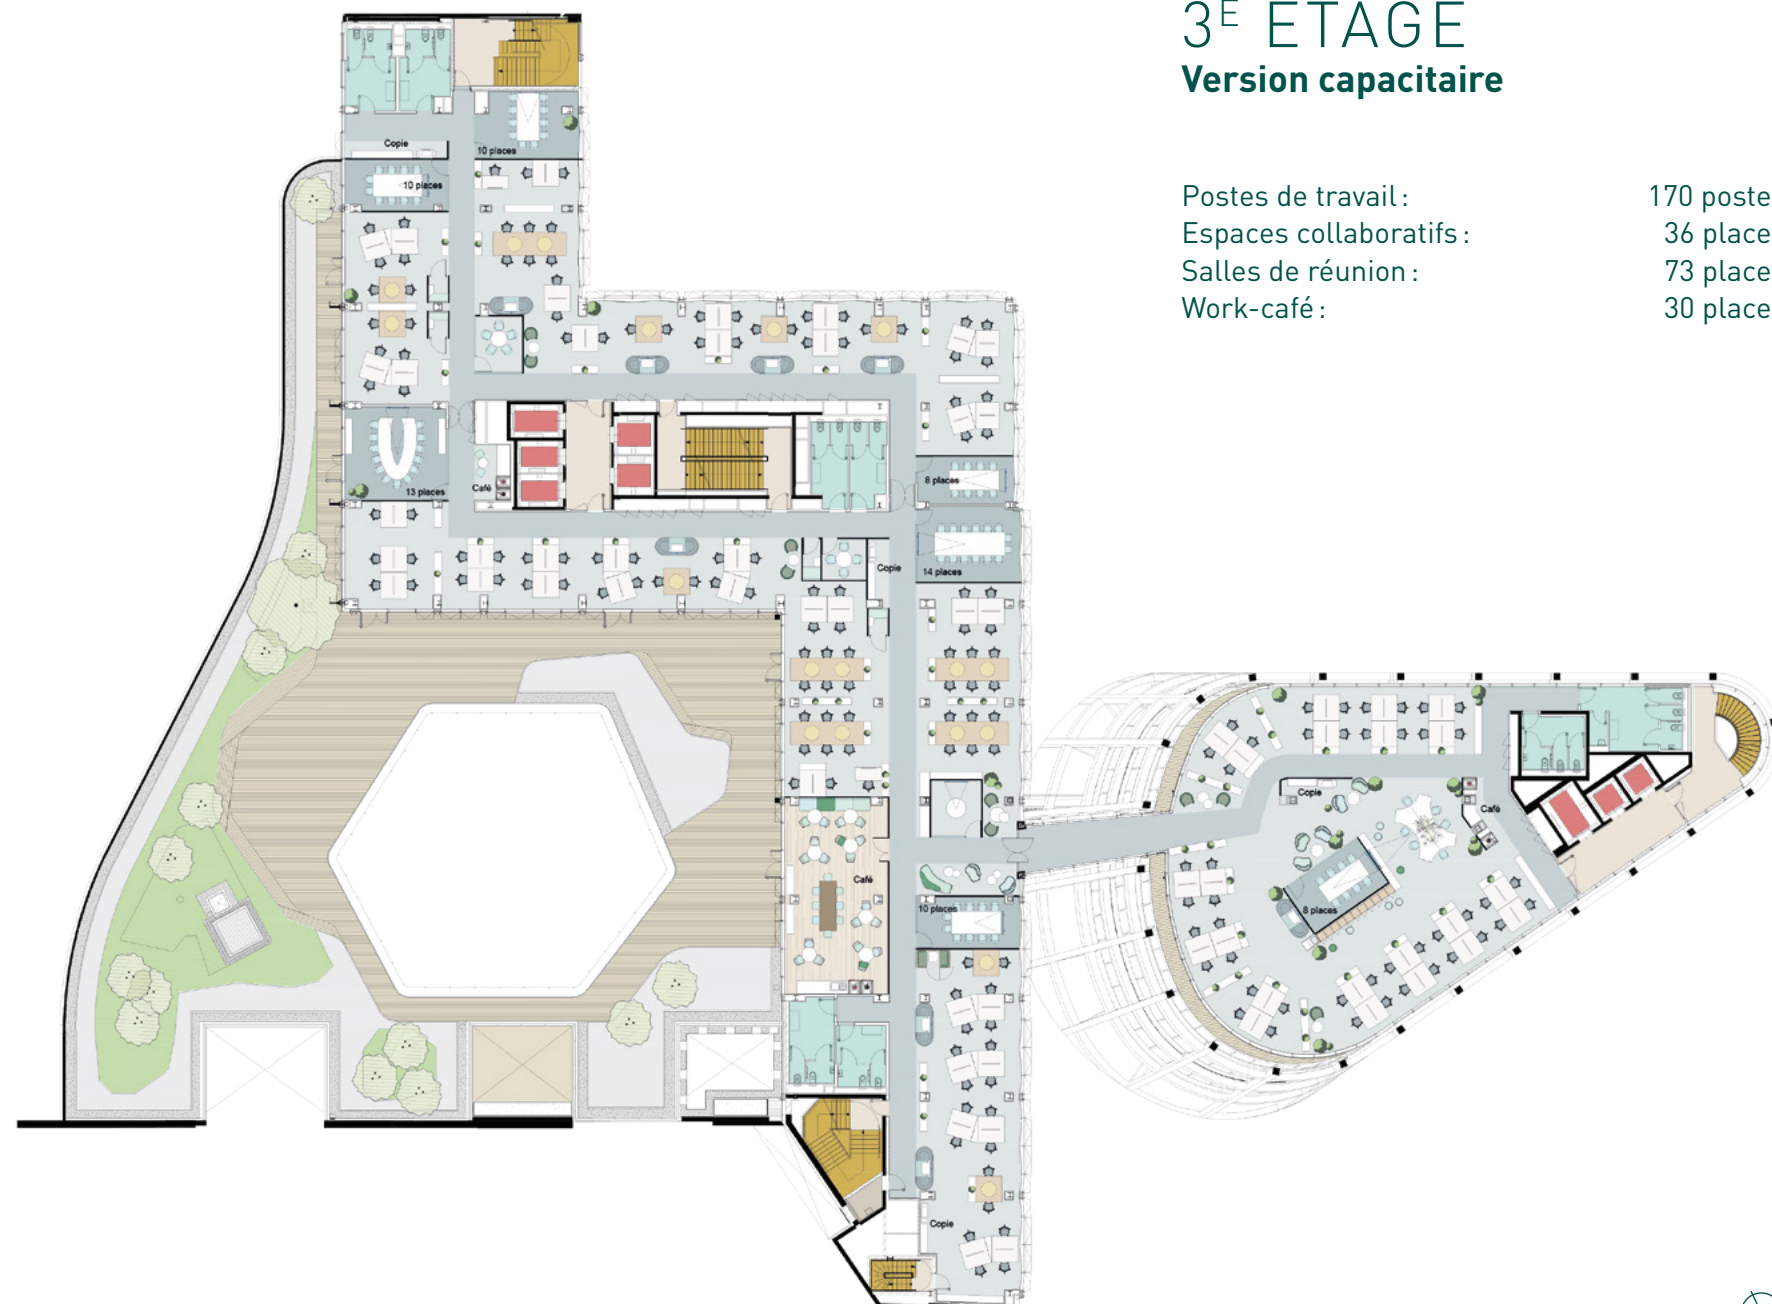 3E ETAGE
Version capacitaire
Postes de travail : 170 poste
Espaces collaboratifs : 36 place
Salles de réunion : 73 place
Work-café : 30 place
Copie
10 places
10 places
13 places
Café
8 places
14 places
Copie
Copie
Café
Café
8 places
10 places
Copie